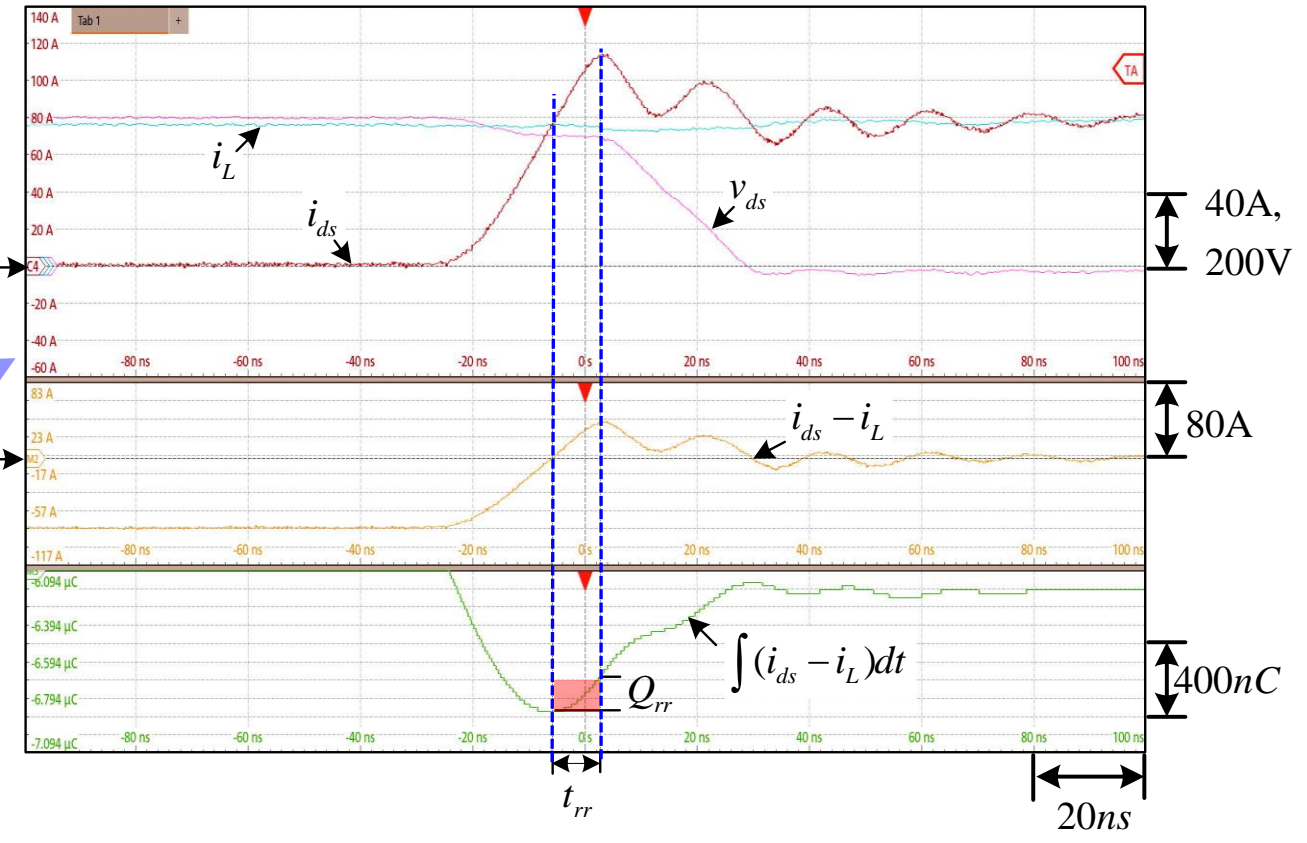 140 A Tab 1 +
120 A
100 A
TA
80 A
60 A
i_L
40 A
v_ds
40A,
i_ds
20 A
200V
C4
-20 A
-40 A
-60 A
-80 ns -60 ns -40 ns -20 ns 0 s 20 ns 40 ns 60 ns 80 ns 100 ns
83 A
i_ds − i_L
80A
23 A
M2
-17 A
-57 A
-117 A
-80 ns -60 ns -40 ns -20 ns 0 s 20 ns 40 ns 60 ns 80 ns 100 ns
-6.094 µC
-6.394 µC
∫(i_ds − i_L)dt
-6.594 µC
400nC
Q_rr
-6.794 µC
-7.094 µC
-80 ns -60 ns -40 ns -20 ns 0 s 20 ns 40 ns 60 ns 80 ns 100 ns
t_rr
20ns